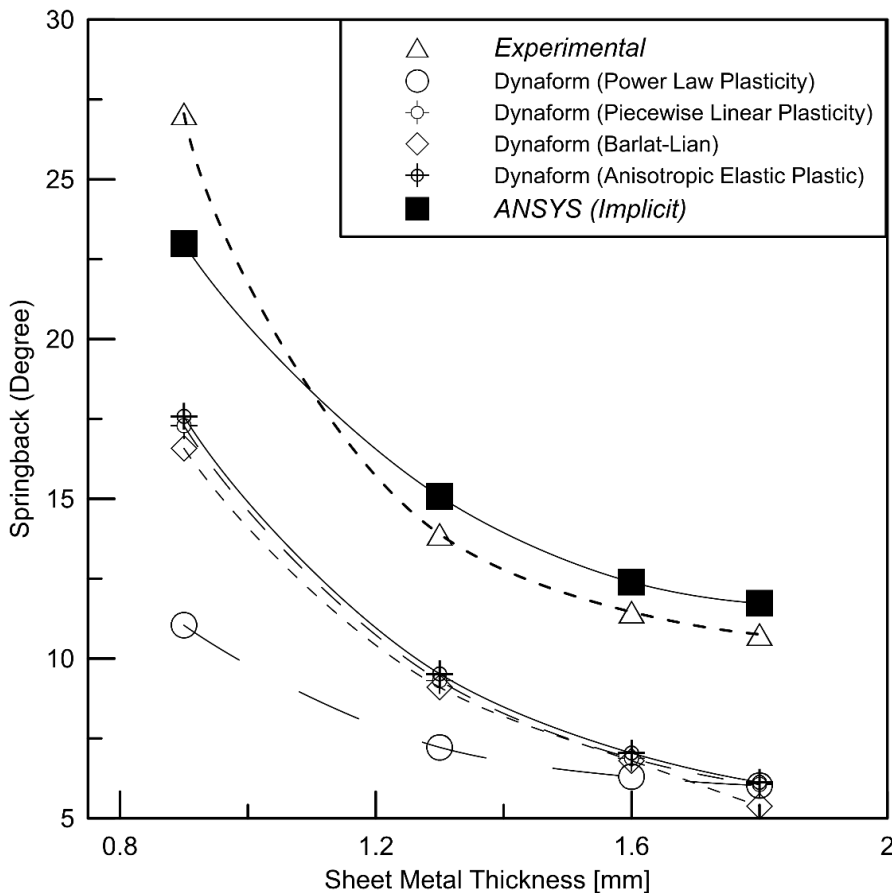 30
25
20
15
10
5
Springback (Degree)
Experimental
Dynaform (Power Law Plasticity)
Dynaform (Piecewise Linear Plasticity)
Dynaform (Barlat-Lian)
Dynaform (Anisotropic Elastic Plastic)
ANSYS (Implicit)
0.8 1.2 1.6 2
Sheet Metal Thickness [mm]